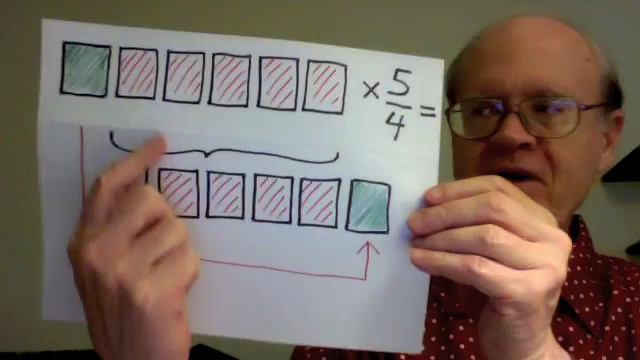 × 5/4 =